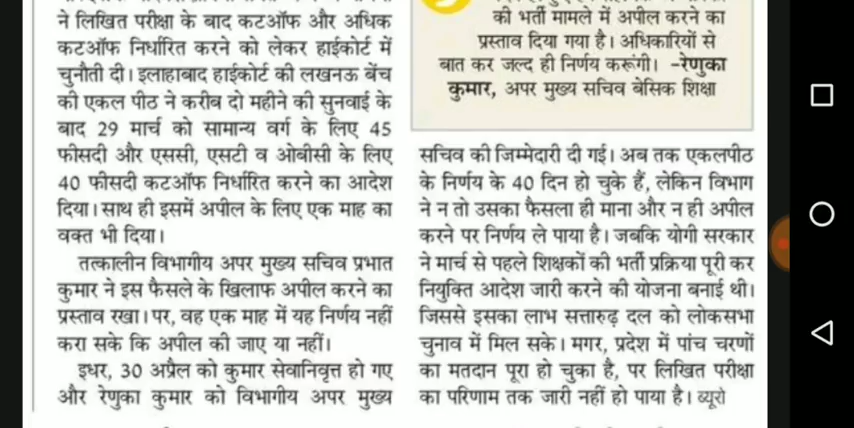 ने लिखित परीक्षा के बाद कटऑफ और अधिक
कटऑफ निर्धारित करने को लेकर हाईकोर्ट में
चुनौती दी। इलाहाबाद हाईकोर्ट की लखनऊ बेंच
की एकल पीठ ने करीब दो महीने की सुनवाई के
बाद 29 मार्च को सामान्य वर्ग के लिए 45
फीसदी और एससी, एसटी व ओबीसी के लिए
40 फीसदी कटऑफ निर्धारित करने का आदेश
दिया। साथ ही इसमें अपील के लिए एक माह का
वक्त भी दिया।
तत्कालीन विभागीय अपर मुख्य सचिव प्रभात
कुमार ने इस फैसले के खिलाफ अपील करने का
प्रस्ताव रखा। पर, वह एक माह में यह निर्णय नहीं
करा सके कि अपील की जाए या नहीं।
इधर, 30 अप्रैल को कुमार सेवानिवृत्त हो गए
और रेणुका कुमार को विभागीय अपर मुख्य
की भर्ती मामले में अपील करने का
प्रस्ताव दिया गया है। अधिकारियों से
बात कर जल्द ही निर्णय करूंगी। -रेणुका
कुमार, अपर मुख्य सचिव बेसिक शिक्षा
सचिव की जिम्मेदारी दी गई। अब तक एकलपीठ
के निर्णय के 40 दिन हो चुके हैं, लेकिन विभाग
ने न तो उसका फैसला ही माना और न ही अपील
करने पर निर्णय ले पाया है। जबकि योगी सरकार
ने मार्च से पहले शिक्षकों की भर्ती प्रक्रिया पूरी कर
नियुक्ति आदेश जारी करने की योजना बनाई थी।
जिससे इसका लाभ सत्तारुढ़ दल को लोकसभा
चुनाव में मिल सके। मगर, प्रदेश में पांच चरणों
का मतदान पूरा हो चुका है, पर लिखित परीक्षा
का परिणाम तक जारी नहीं हो पाया है। ब्यूरो